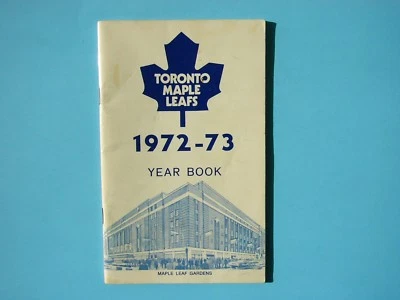 TORONTO
MAPLE
LEAFS
1972-73
YEAR BOOK
MAPLE LEAF GARDENS